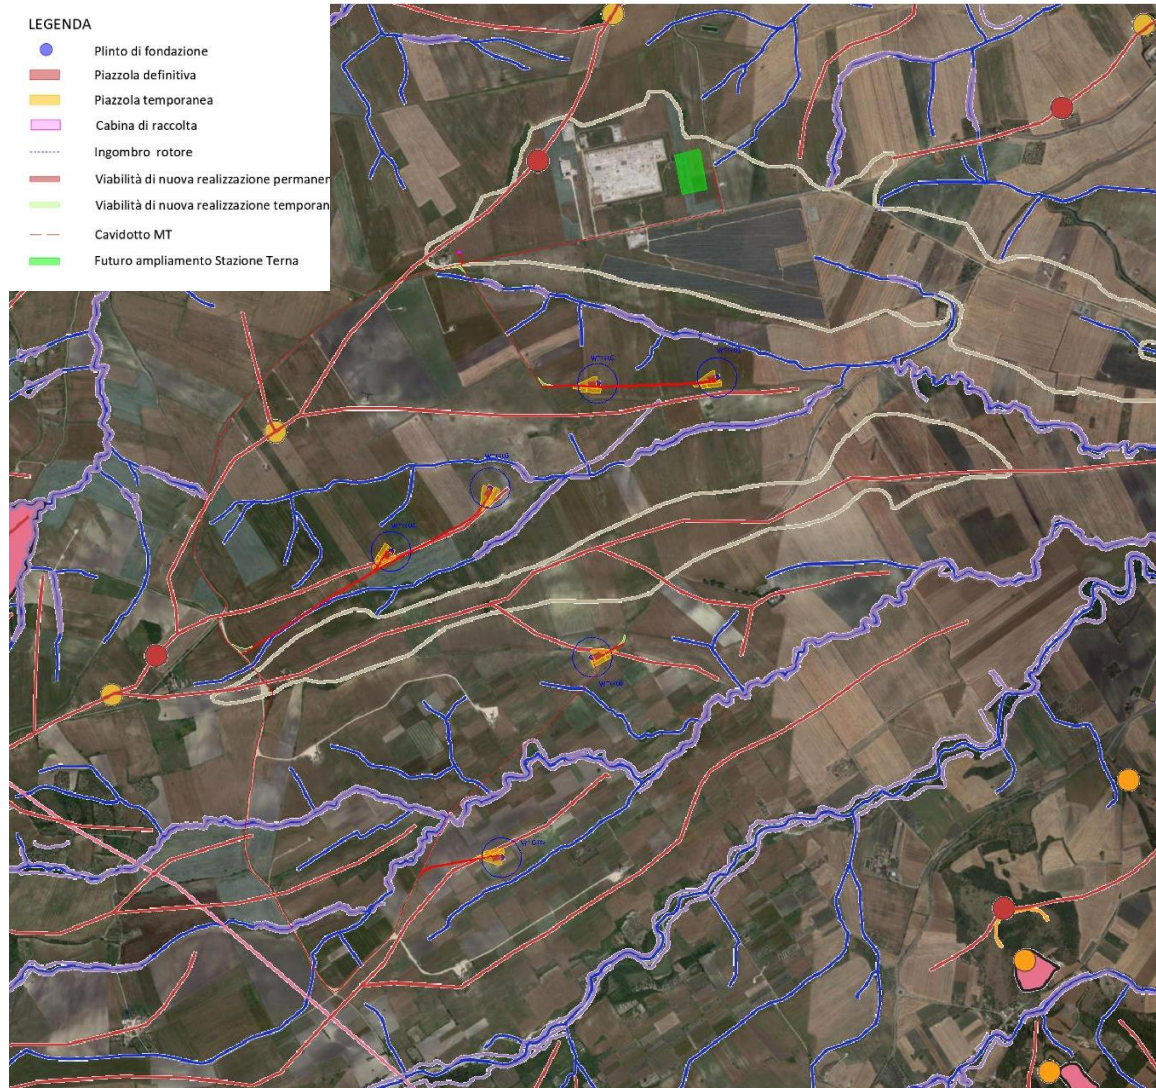 LEGENDA
Plinto di fondazione
Piazzola definitiva
Piazzola temporanea
Cabina di raccolta
Ingombro rotore
Viabilità di nuova realizzazione permanen
Viabilità di nuova realizzazione temporan
Cavidotto MT
Futuro ampliamento Stazione Terna